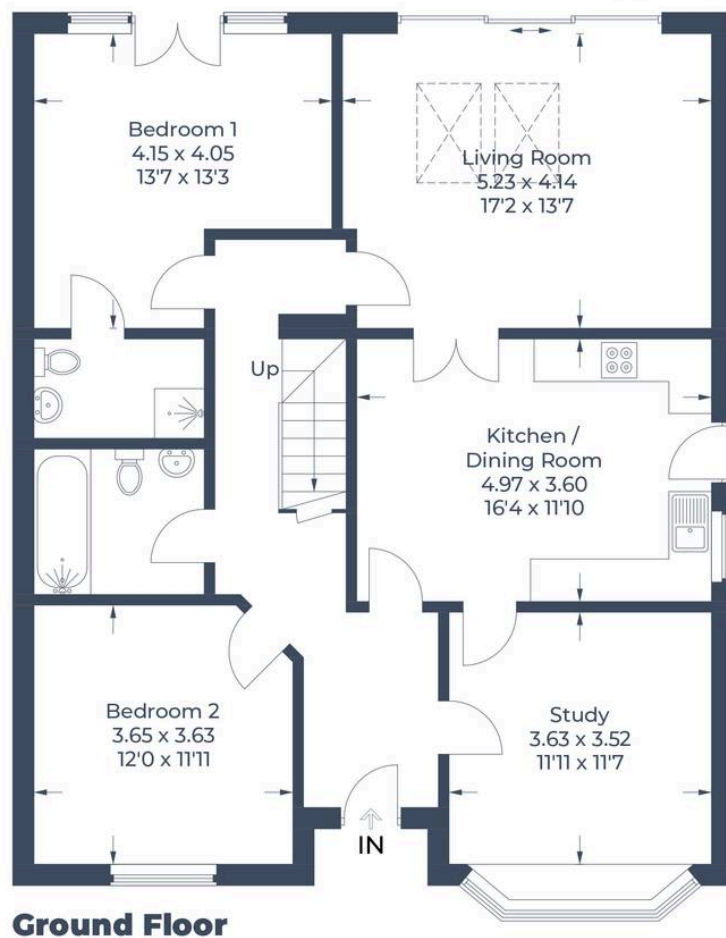 Bedroom 1
4.15 x 4.05
13'7 x 13'3
Living Room
5.23 x 4.14
17'2 x 13'7
Up
Kitchen /
Dining Room
4.97 x 3.60
16'4 x 11'10
Bedroom 2
3.65 x 3.63
12'0 x 11'11
Study
3.63 x 3.52
11'11 x 11'7
IN
Ground Floor